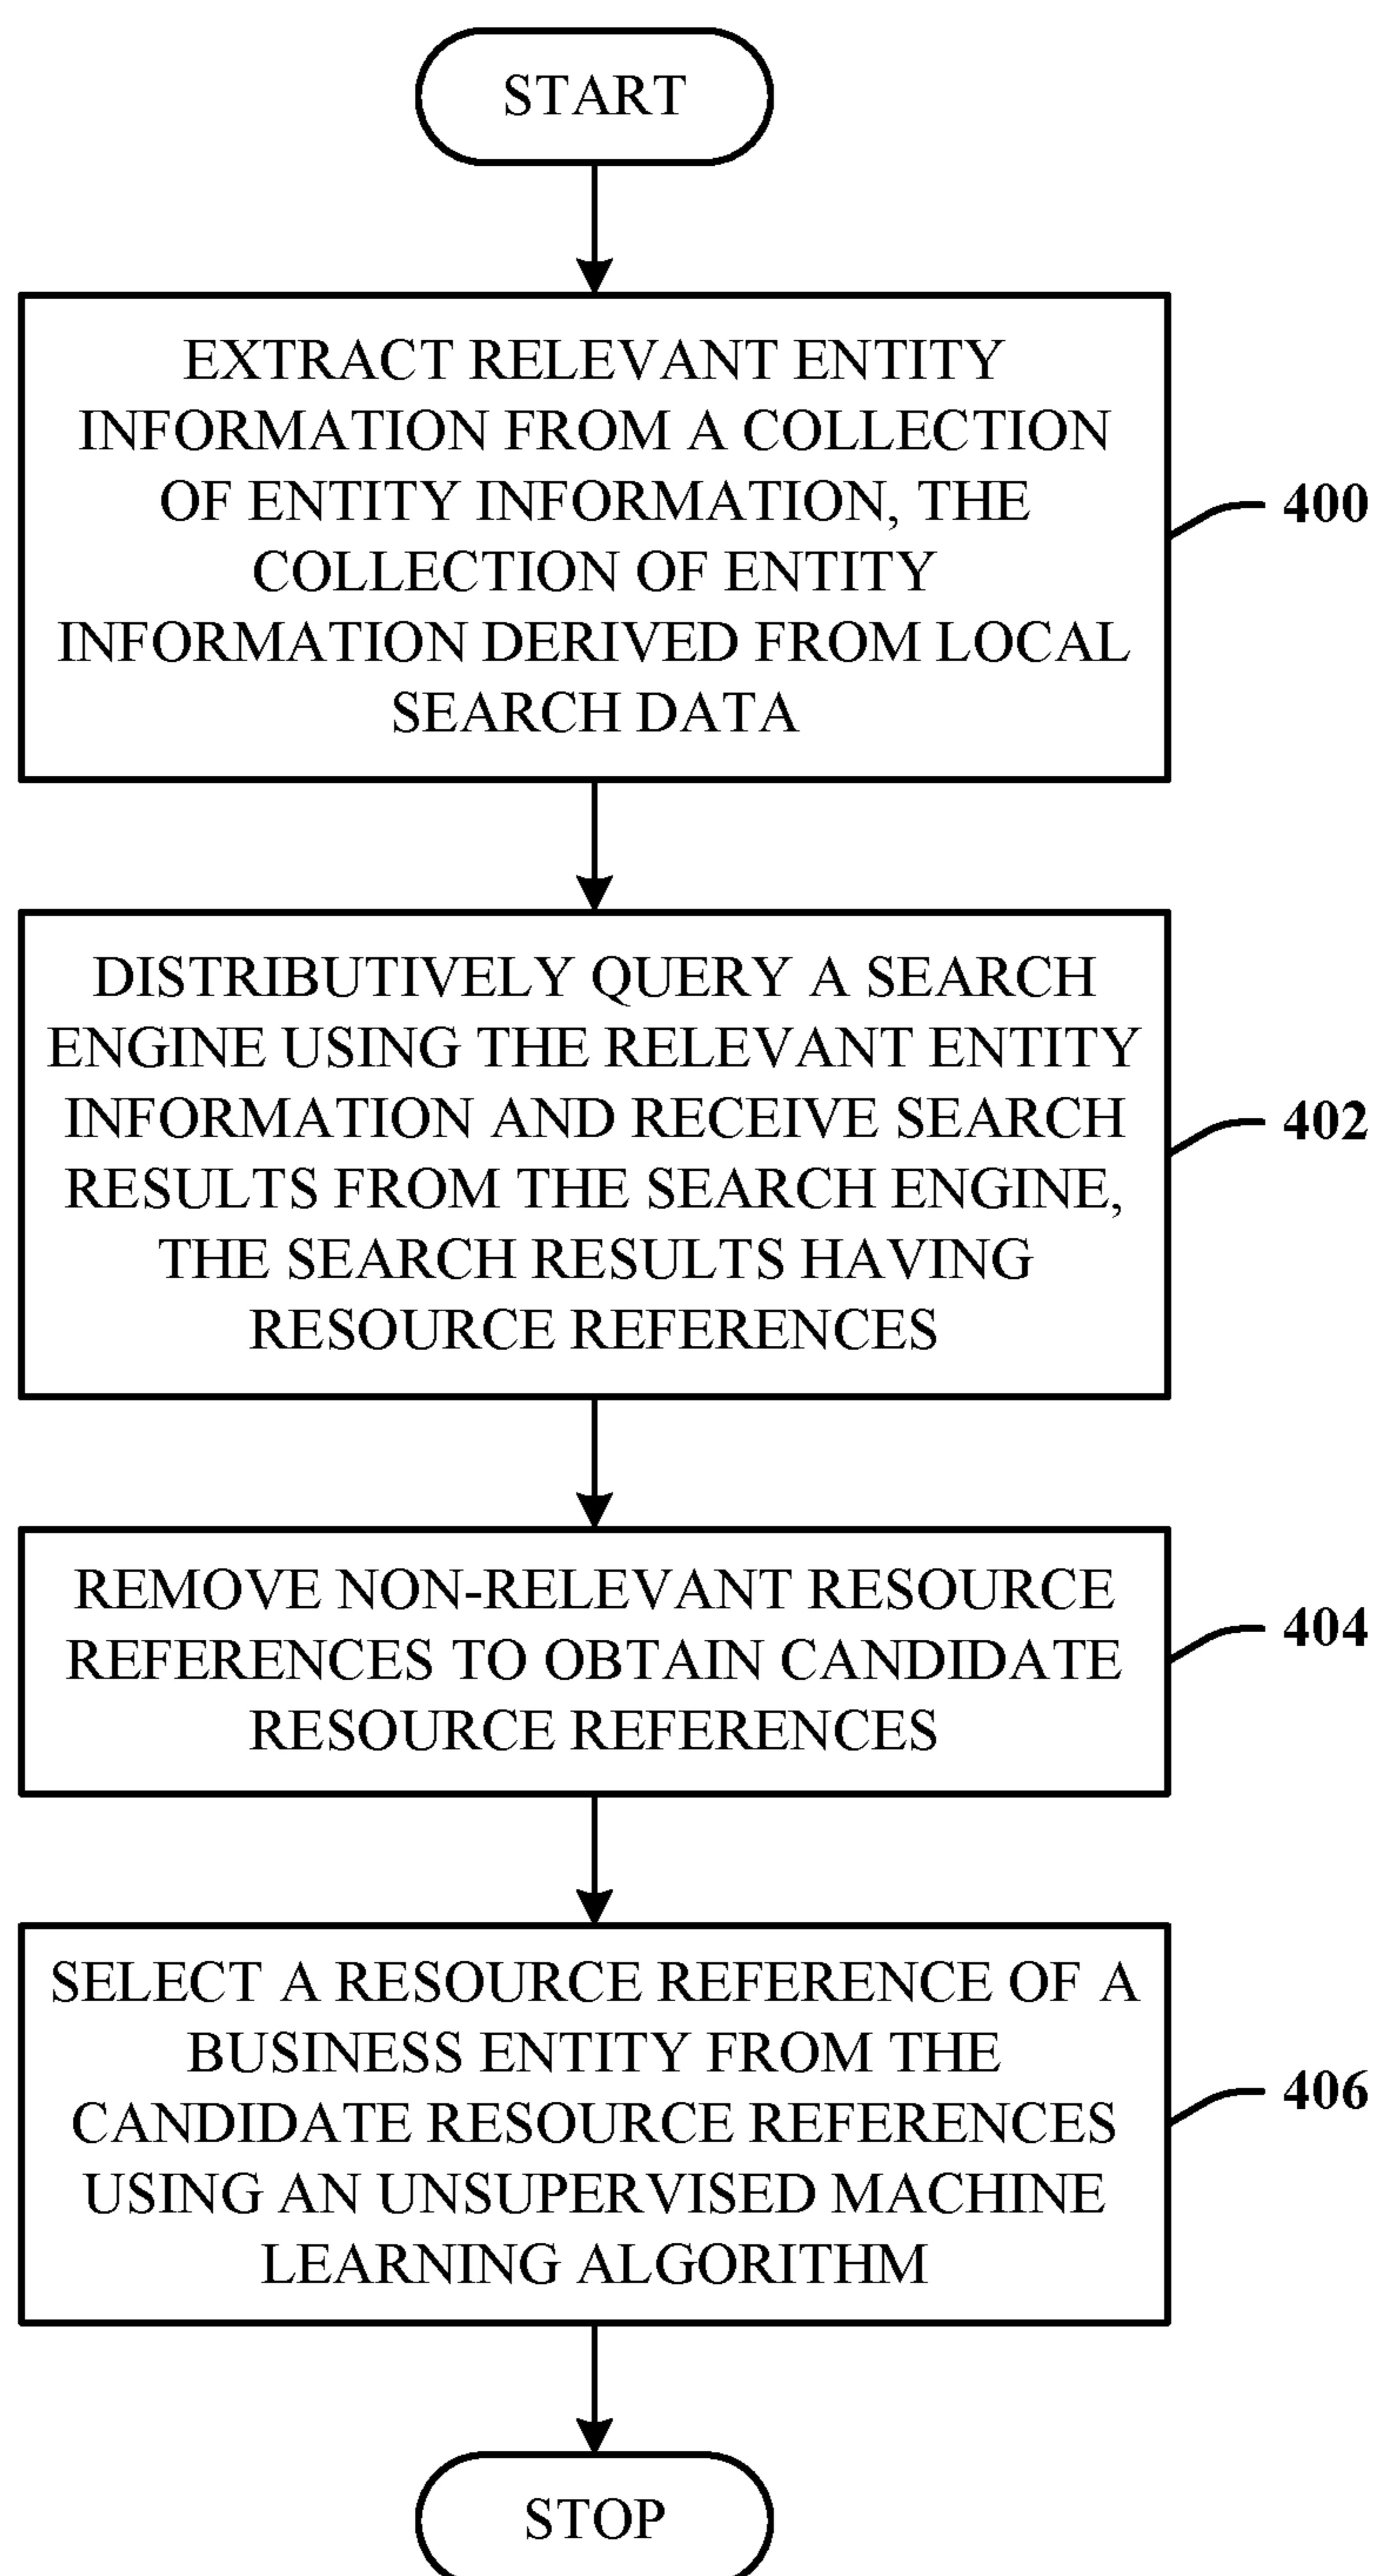 START
EXTRACT RELEVANT ENTITY
INFORMATION FROM A COLLECTION
OF ENTITY INFORMATION, THE
COLLECTION OF ENTITY
INFORMATION DERIVED FROM LOCAL
SEARCH DATA
400
DISTRIBUTIVELY QUERY A SEARCH
ENGINE USING THE RELEVANT ENTITY
INFORMATION AND RECEIVE SEARCH
RESULTS FROM THE SEARCH ENGINE,
THE SEARCH RESULTS HAVING
RESOURCE REFERENCES
402
REMOVE NON-RELEVANT RESOURCE
REFERENCES TO OBTAIN CANDIDATE
RESOURCE REFERENCES
404
SELECT A RESOURCE REFERENCE OF A
BUSINESS ENTITY FROM THE
CANDIDATE RESOURCE REFERENCES
USING AN UNSUPERVISED MACHINE
LEARNING ALGORITHM
406
STOP